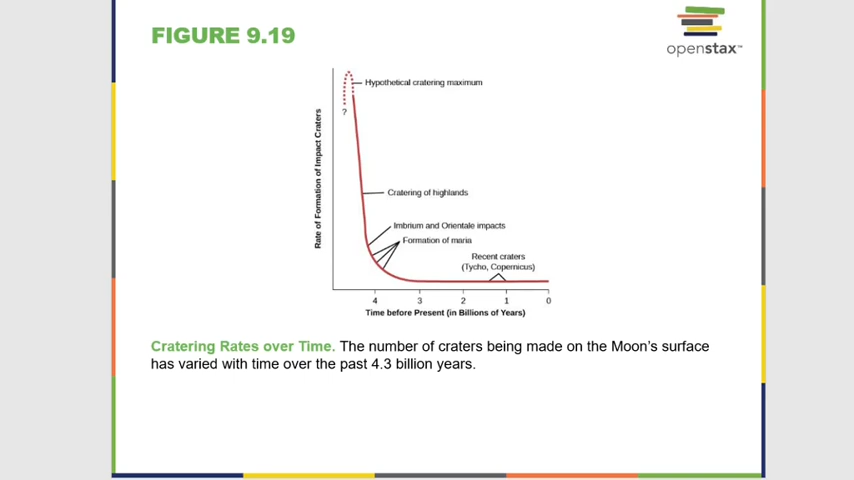 FIGURE 9.19
openstax™
Hypothetical cratering maximum
?
Cratering of highlands
Imbrium and Orientale impacts
Formation of maria
Recent craters
(Tycho, Copernicus)
Rate of Formation of Impact Craters
4 3 2 1 0
Time before Present (in Billions of Years)
Cratering Rates over Time. The number of craters being made on the Moon's surface
has varied with time over the past 4.3 billion years.